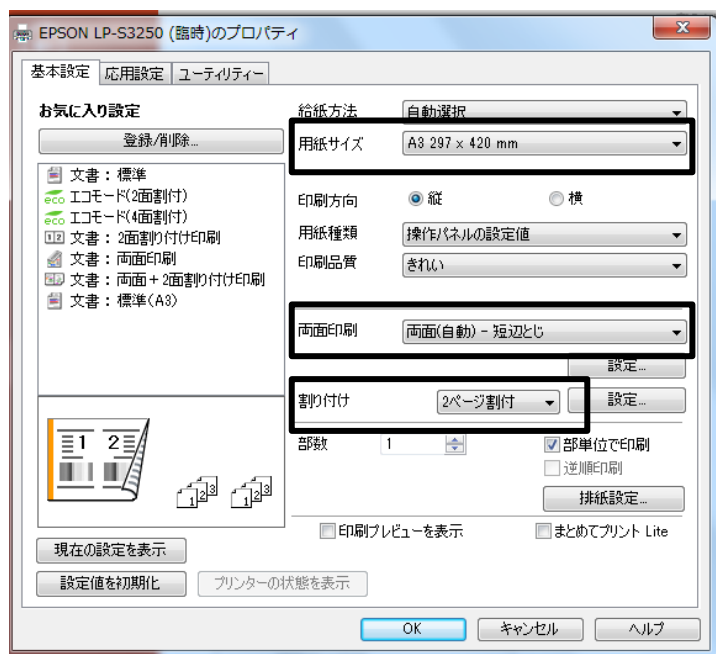 EPSON LP-S3250 (臨時)のプロパティ
基本設定 応用設定 ユーティリティー
お気に入り設定
登録/削除...
文書：標準
eco エコモード(2面割付)
eco エコモード(4面割付)
1 2 文書：2面割り付け印刷
文書：両面印刷
文書：両面＋2面割り付け印刷
文書：標準(A3)
1 2
1 2 3 1 2 3
現在の設定を表示
設定値を初期化 プリンターの状態を表示
給紙方法 自動選択
用紙サイズ A3 297 x 420 mm
印刷方向 縦 横
用紙種類 操作パネルの設定値
印刷品質 きれい
両面印刷 両面(自動) - 短辺とじ
設定...
割り付け 2ページ割付 設定...
部数 1 部単位で印刷
逆順印刷
排紙設定...
印刷プレビューを表示 まとめてプリント Lite
OK キャンセル ヘルプ